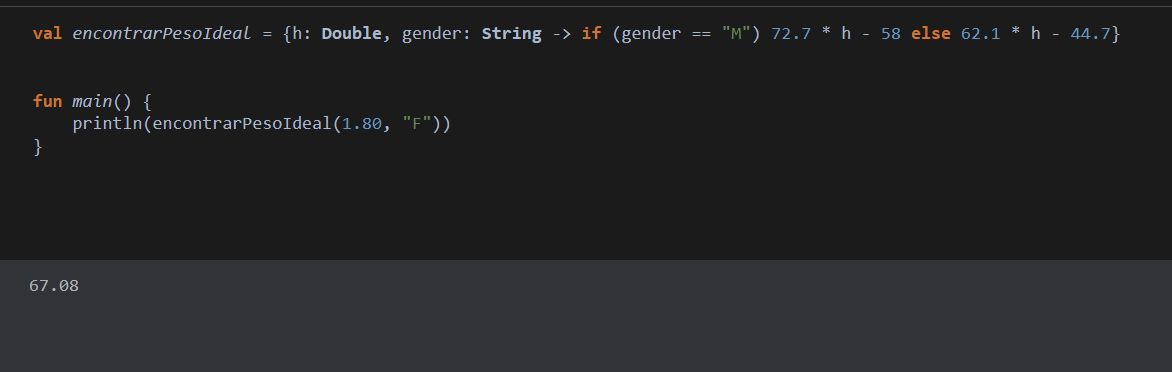 val encontrarPesoIdeal = {h: Double, gender: String -> if (gender == "M") 72.7 * h - 58 else 62.1 * h - 44.7}
fun main() {
    println(encontrarPesoIdeal(1.80, "F"))
}
67.08